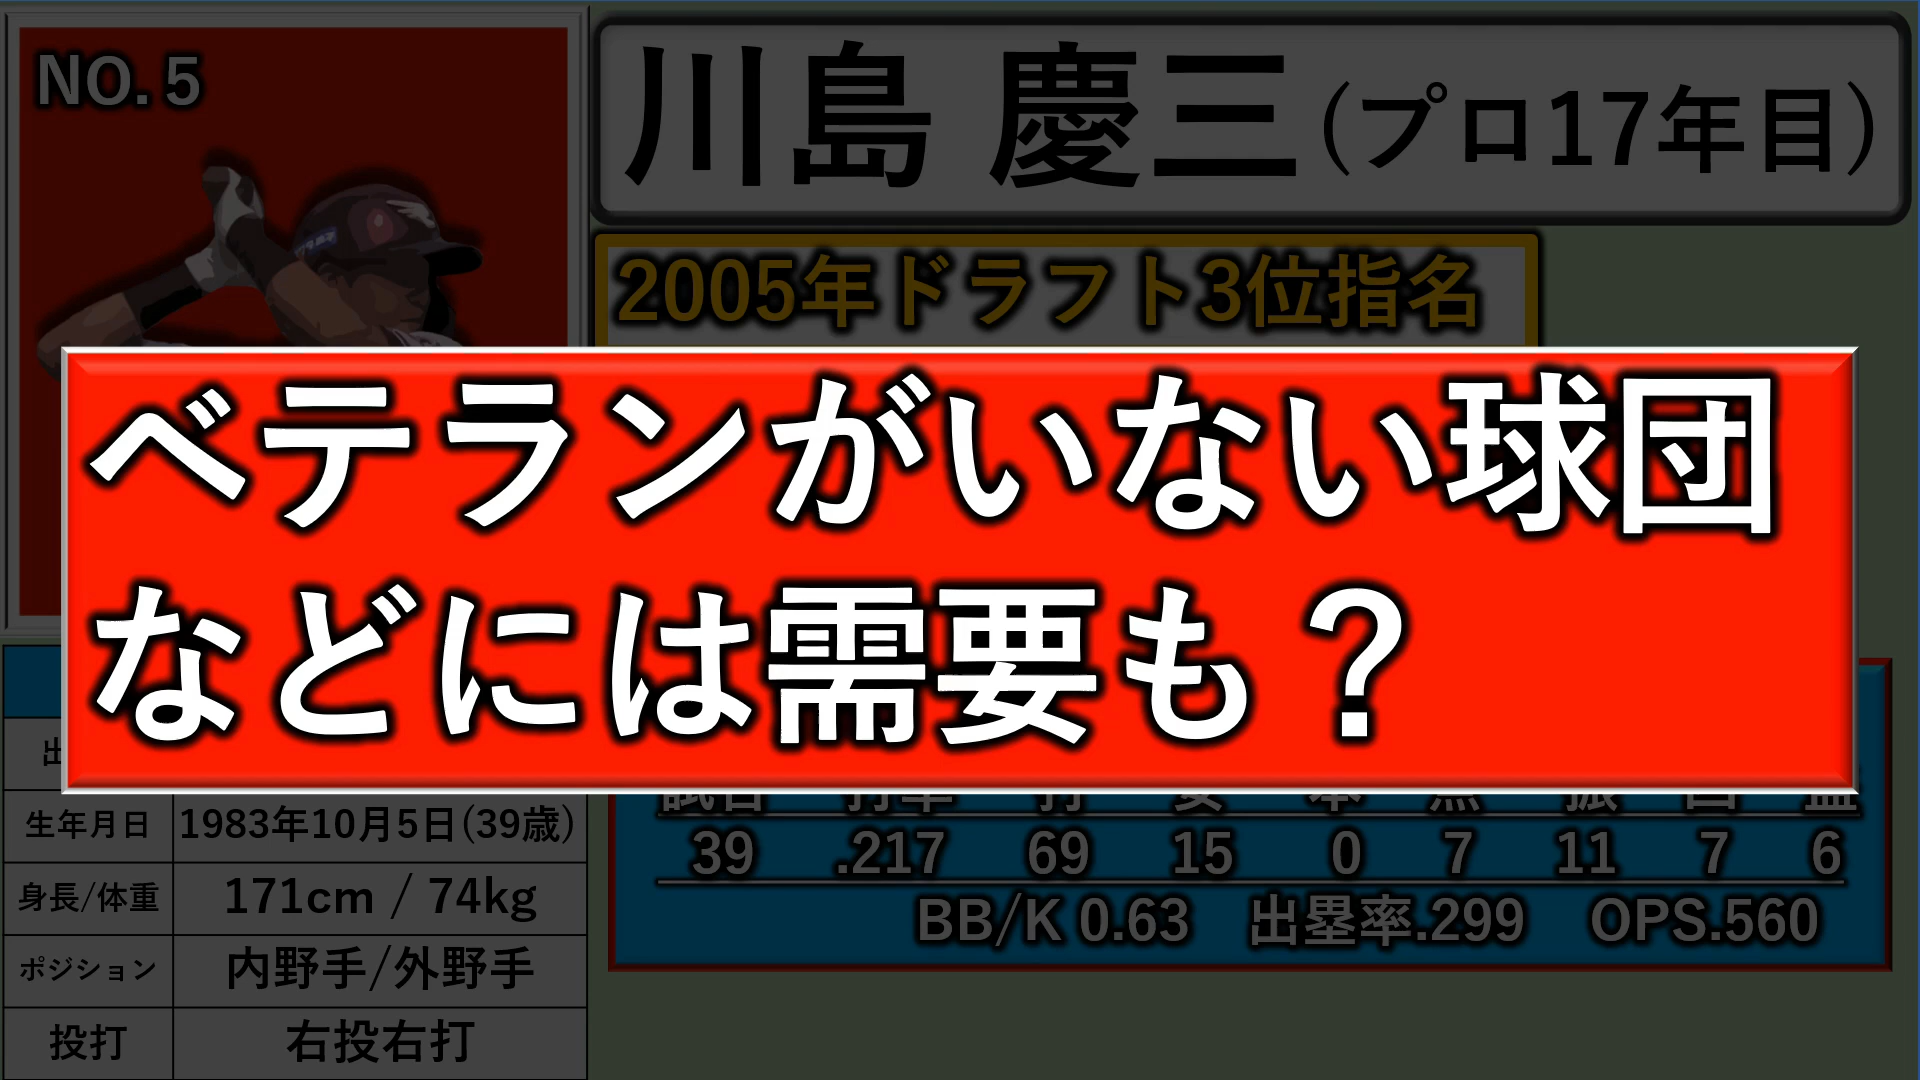 NO.5
川島 慶三(プロ17年目)
2005年ドラフト3位指名
ベテランがいない球団
などには需要も？
生年月日 1983年10月5日(39歳)
身長/体重 171cm / 74kg
ポジション 内野手/外野手
投打 右投右打
39 .217 69 15 0 7 11 7 6
BB/K 0.63 出塁率.299 OPS.560